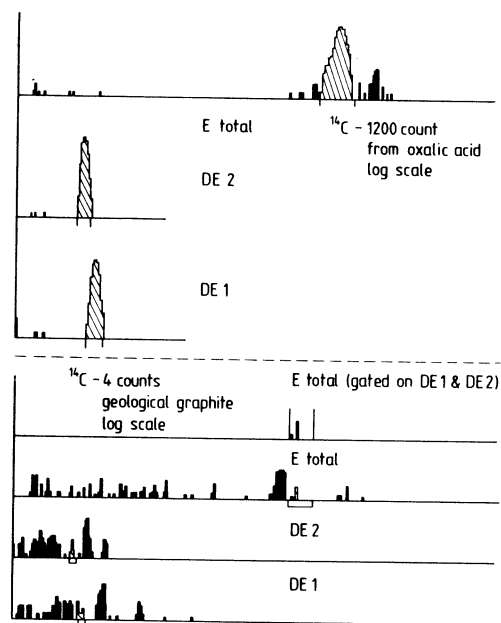 E total
¹⁴C - 1200 count
from oxalic acid
log scale
DE 2
DE 1
¹⁴C - 4 counts
geological graphite
log scale
E total (gated on DE1 & DE2)
E total
DE 2
DE 1